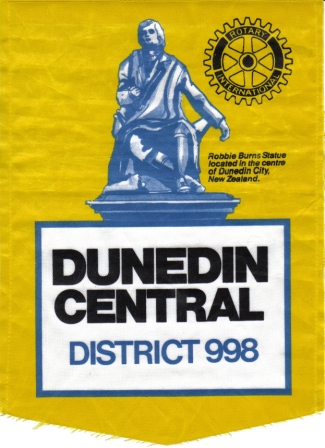 ROTARY
INTERNATIONAL
Robbie Burns Statue
located in the centre
of Dunedin City,
New Zealand.
DUNEDIN
CENTRAL
DISTRICT 998